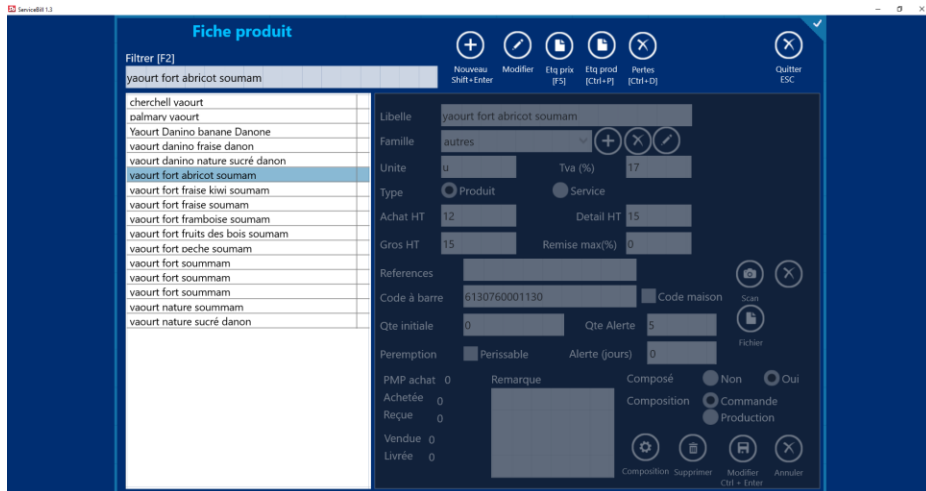 ServiceBill 1.3
Fiche produit
Filtrer [F2]
yaourt fort abricot soumam
Nouveau
Shift+Enter
Modifier
Etq prix
[F5]
Etq prod
[Ctrl+P]
Pertes
[Ctrl+D]
Quitter
ESC
cherchell yaourt
palmary yaourt
Yaourt Danino banane Danone
yaourt danino fraise danon
yaourt danino nature sucré danon
yaourt fort abricot soumam
yaourt fort fraise kiwi soumam
yaourt fort fraise soumam
yaourt fort framboise soumam
yaourt fort fruits des bois soumam
yaourt fort peche soumam
yaourt fort soummam
yaourt fort soummam
yaourt fort soummam
yaourt nature soummam
yaourt nature sucré danon
Libelle yaourt fort abricot soumam
Famille autres
Unite u Tva (%) 17
Type Produit Service
Achat HT 12 Detail HT 15
Gros HT 15 Remise max(%) 0
References
Code à barre 6130760001130 Code maison Scan
Qte initiale 0 Qte Alerte 5
Fichier
Peremption Perissable Alerte (jours) 0
PMP achat 0 Remarque Composé Non Oui
Achetée 0 Composition Commande
Reçue 0 Production
Vendue 0
Livrée 0
Composition Supprimer Modifier Annuler
Ctrl + Enter